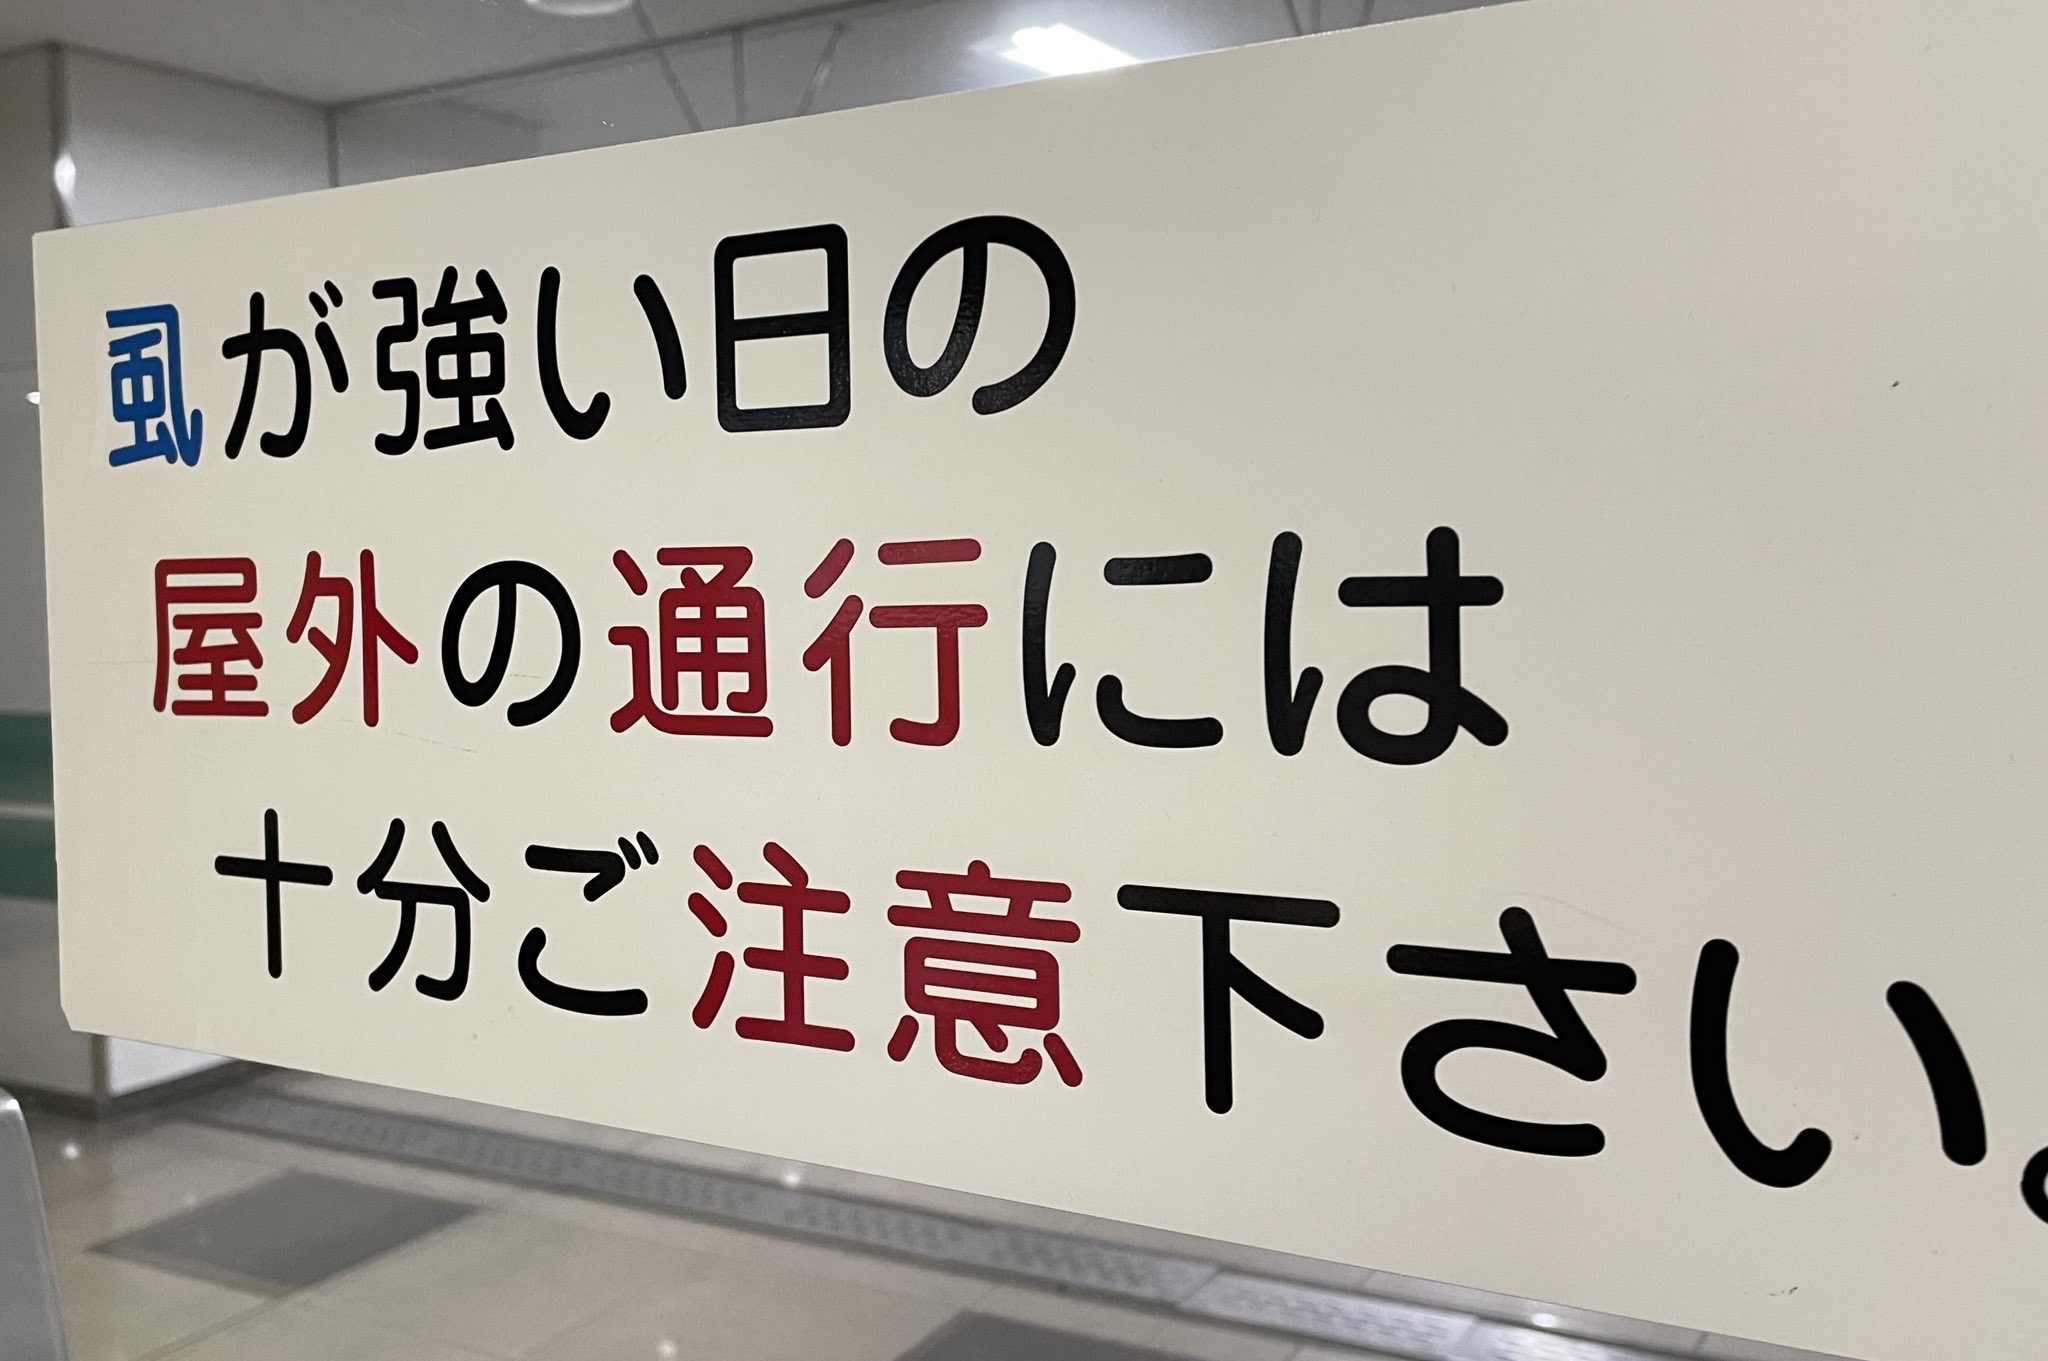 虱が強い日の
屋外の通行には
十分ご注意下さい。